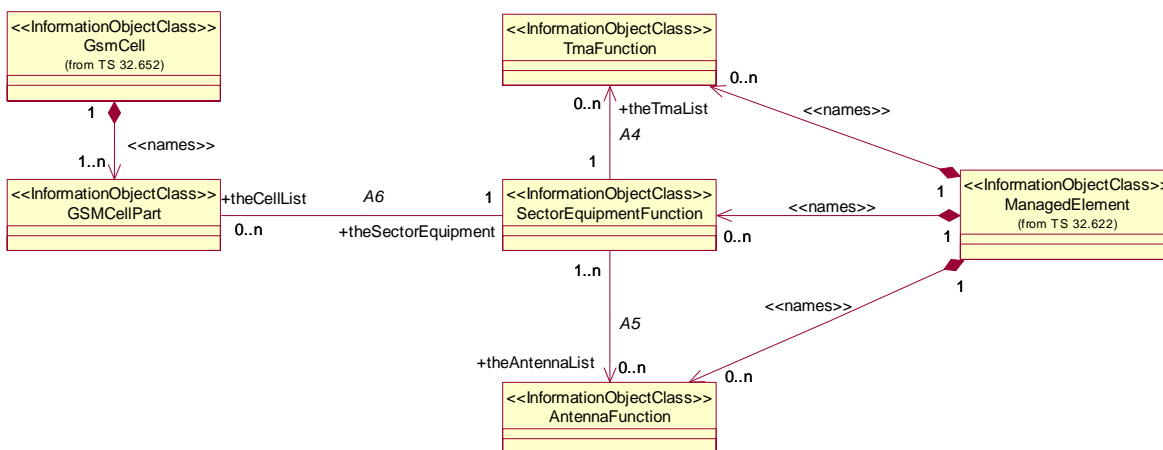 <<InformationObjectClass>>
GsmCell
(from TS 32.652)
1
<<names>>
1..n
<<InformationObjectClass>>
GSMCellPart
+theCellList
A6
1
0..n
+theSectorEquipment
<<InformationObjectClass>>
TmaFunction
0..n
+theTmaList
A4
1
0..n
<<names>>
1
<<InformationObjectClass>>
SectorEquipmentFunction
<<names>>
0..n
1
<<InformationObjectClass>>
ManagedElement
(from TS 32.622)
1..n
A5
+theAntennaList
0..n
<<names>>
1
0..n
<<InformationObjectClass>>
AntennaFunction